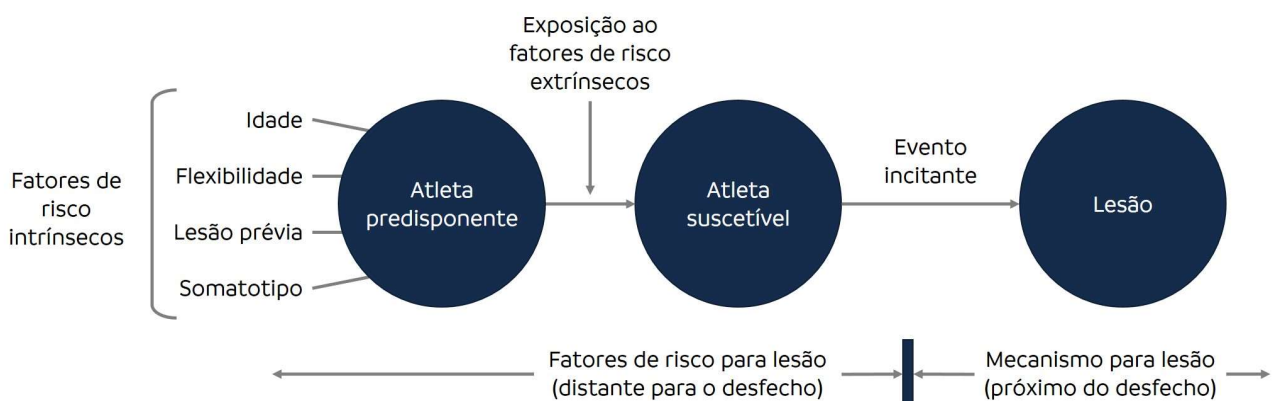 Exposição ao
fatores de risco
extrínsecos
Fatores de
risco
intrínsecos
Idade
Flexibilidade
Lesão prévia
Somatotipo
Atleta
predisponente
Atleta
suscetível
Evento
incitante
Lesão
Fatores de risco para lesão
(distante para o desfecho)
Mecanismo para lesão
(próximo do desfecho)